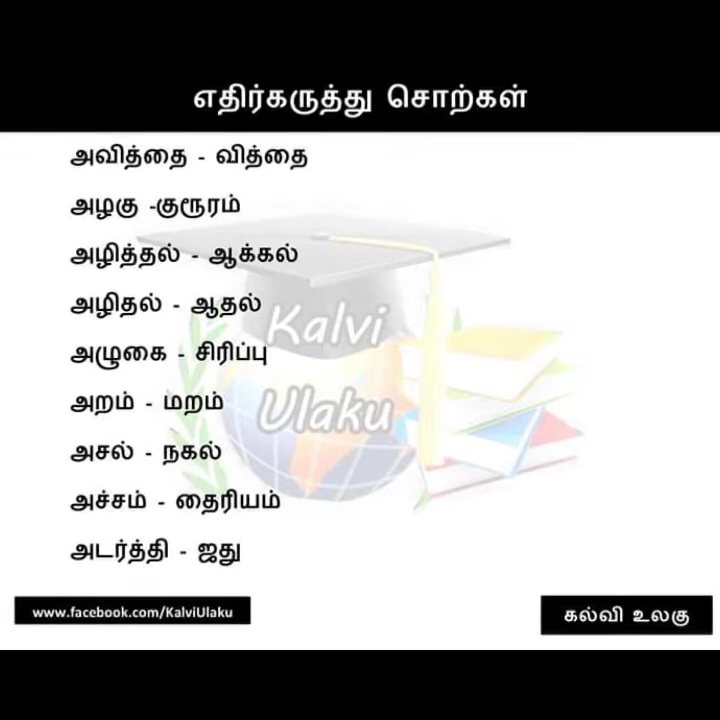 எதிர்கருத்து சொற்கள்
அவித்தை - வித்தை
அழகு -குரூரம்
அழித்தல் - ஆக்கல்
அழிதல் - ஆதல்
அழுகை - சிரிப்பு
அறம் - மறம்
அசல் - நகல்
அச்சம் - தைரியம்
அடர்த்தி - ஐது
Kalvi
Ulaku
www.facebook.com/KalviUlaku
கல்வி உலகு